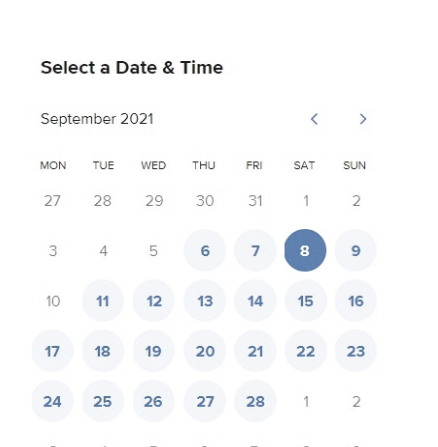 Select a Date & Time
September 2021
MON TUE WED THU FRI SAT SUN
27 28 29 30 31 1 2
3 4 5 6 7 8 9
10 11 12 13 14 15 16
17 18 19 20 21 22 23
24 25 26 27 28 1 2